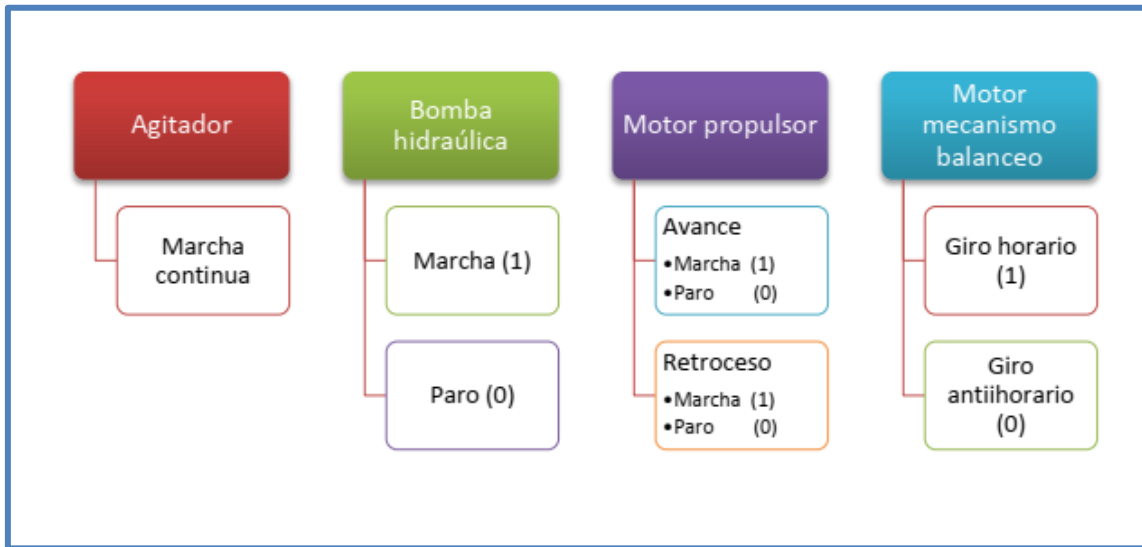 Agitador
Marcha
continua
Bomba
hidraúlica
Marcha (1)
Paro (0)
Motor propulsor
Avance
•Marcha (1)
•Paro (0)
Retroceso
•Marcha (1)
•Paro (0)
Motor
mecanismo
balanceo
Giro horario
(1)
Giro
antiihorario
(0)